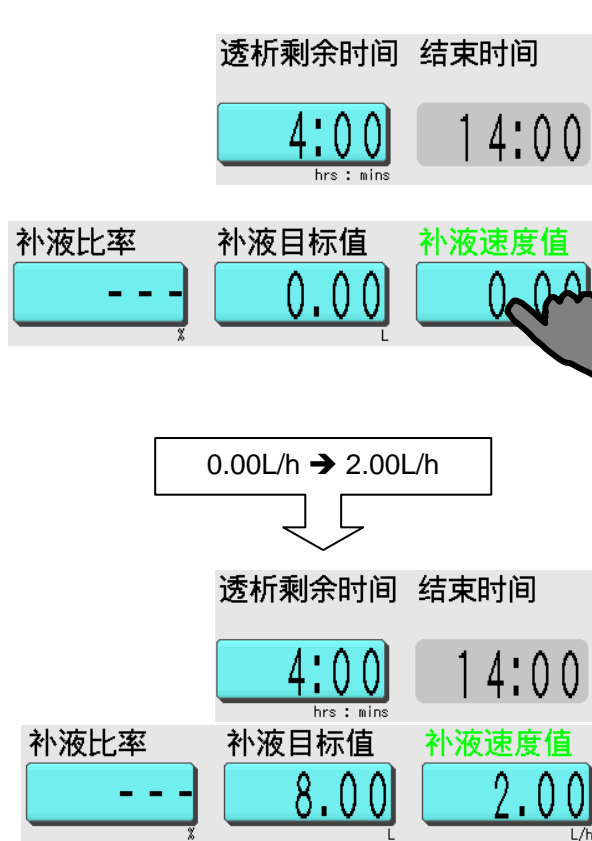 透析剩余时间 结束时间
4:00 14:00
hrs : mins
补液比率 补液目标值 补液速度值
--- 0.00 0.00
% L
0.00L/h ➔ 2.00L/h
透析剩余时间 结束时间
4:00 14:00
hrs : mins
补液比率 补液目标值 补液速度值
--- 8.00 2.00
% L L/h